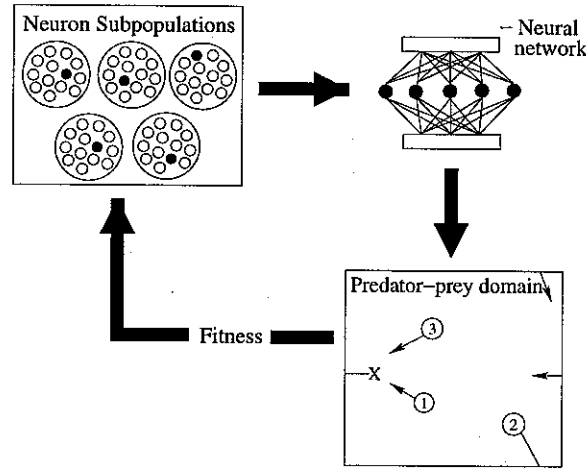 Neuron Subpopulations
← Neural
network
Predator–prey domain
3
Fitness
X
1
2